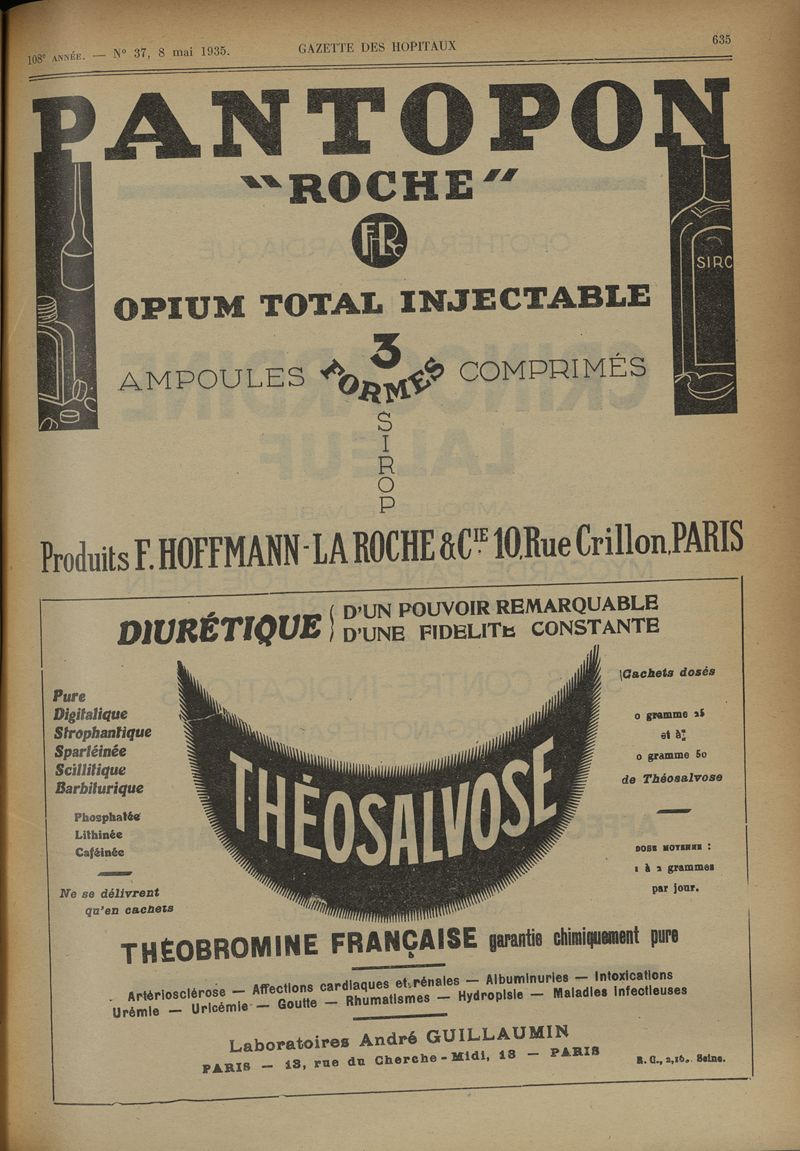 108e ANNÉE. — N° 37, 8 mai 1935.
GAZETTE DES HOPITAUX
635
PANTOPON
"ROCHE"
OPIUM TOTAL INJECTABLE
SIRO
3
FORMES
AMPOULES
COMPRIMÉS
SIROP
Produits F. HOFFMANN-LA ROCHE & CIE 10, Rue Crillon, PARIS
DIURÉTIQUE
D'UN POUVOIR REMARQUABLE
D'UNE FIDELITE CONSTANTE
Pure
Digitalique
Strophantique
Spartéinée
Scillitique
Barbiturique
Phosphatée
Lithinée
Caféinée
Ne se délivrent
qu'en cachets
THÉOSALVOSE
Cachets dosés
0 gramme 25
et à
0 gramme 50
de Théosalvose
DOSE MOYENNE :
1 à 2 grammes
par jour.
THÉOBROMINE FRANÇAISE garantie chimiquement pure
Artériosclérose — Affections cardiaques et rénales — Albuminuries — Intoxications
Urémie — Uricémie — Goutte — Rhumatismes — Hydropisie — Maladies Infectieuses
Laboratoires André GUILLAUMIN
PARIS — 13, rue du Cherche-Midi, 13 — PARIS
R. C., Seine.